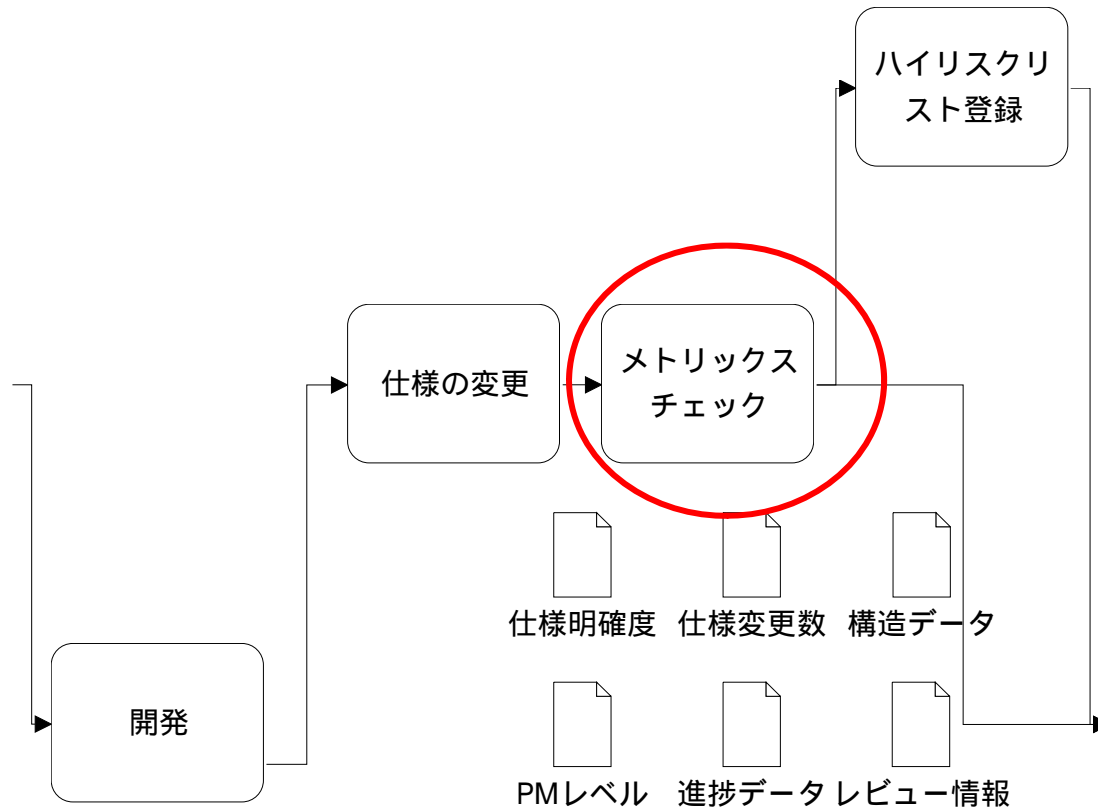 ハイリスクリ
スト登録
仕様の変更
メトリックス
チェック
仕様明確度
仕様変更数
構造データ
開発
PMレベル
進捗データ
レビュー情報